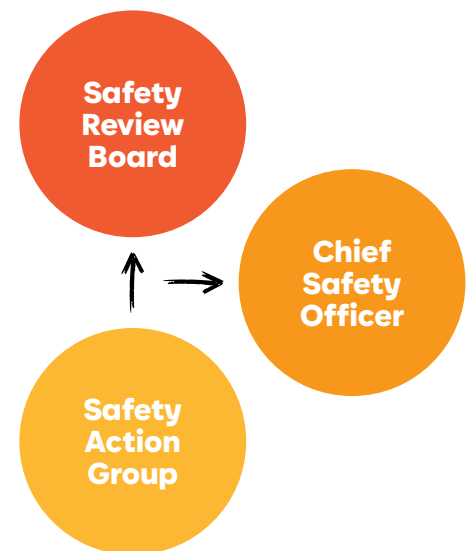 Safety
Review
Board
Chief
Safety
Officer
Safety
Action
Group